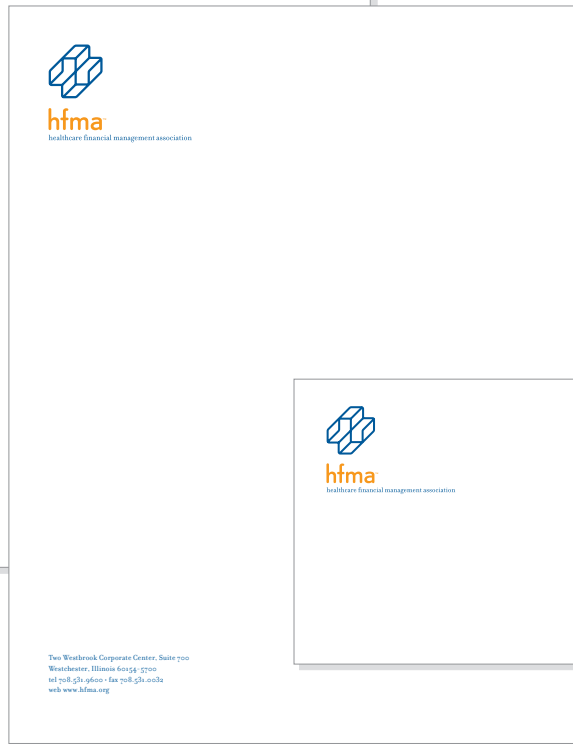 hfma
healthcare financial management association
hfma
healthcare financial management association
Two Westbrook Corporate Center, Suite 700
Westchester, Illinois 60154-5700
tel 708.531.9600 • fax 708.531.0032
web www.hfma.org